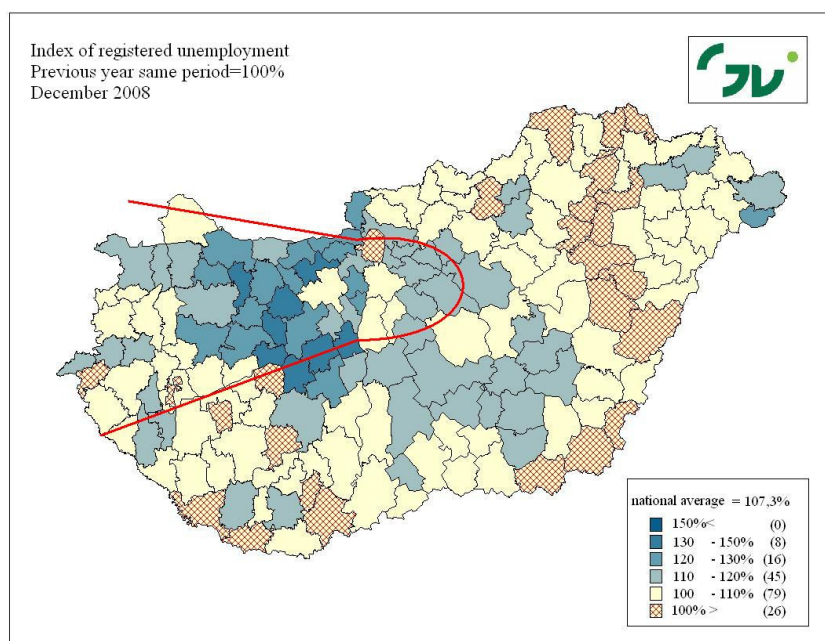 Index of registered unemployment
Previous year same period=100%
December 2008
national average = 107,3%
150%< (0)
130 - 150% (8)
120 - 130% (16)
110 - 120% (45)
100 - 110% (79)
100% > (26)